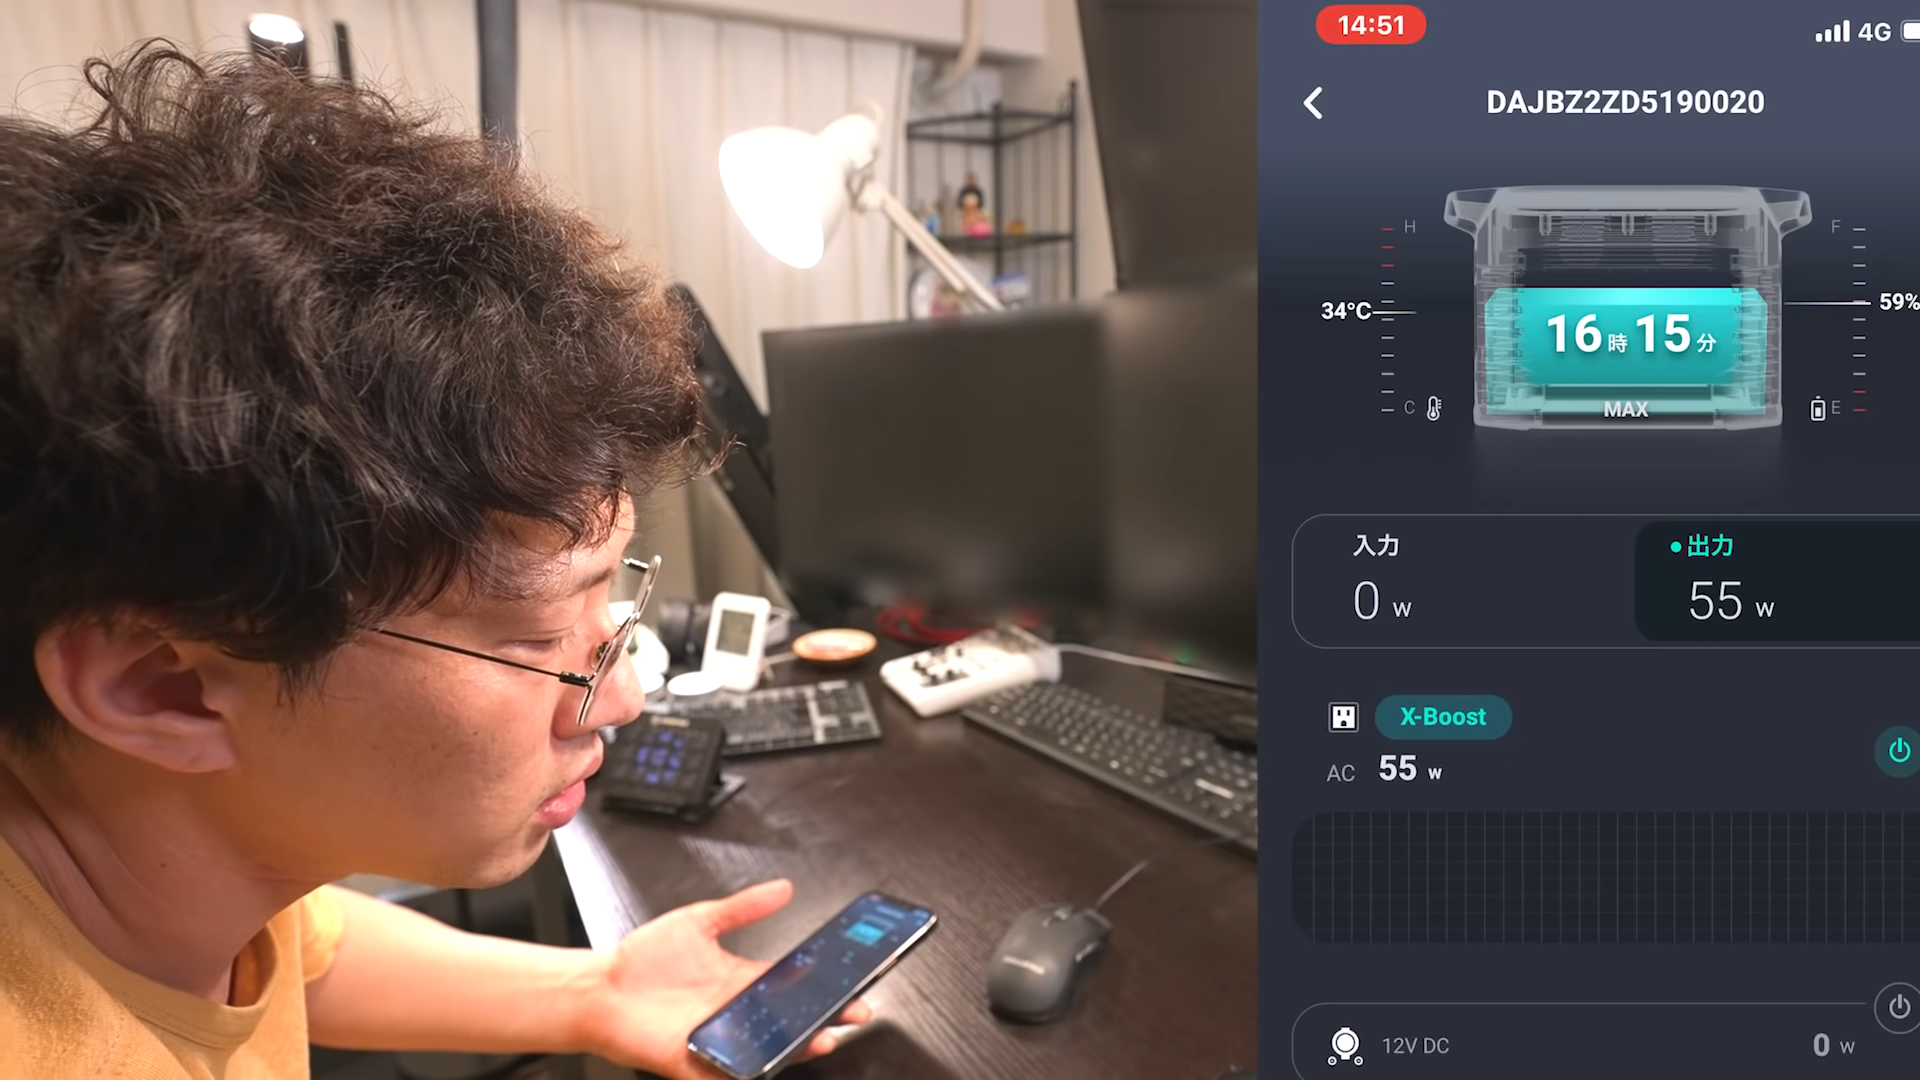 14:51
4G
DAJBZ2ZD5190020
H
F
34°C
59%
16時15分
C
MAX
E
入力
出力
0 w
55 w
X-Boost
AC 55 w
12V DC
0 w